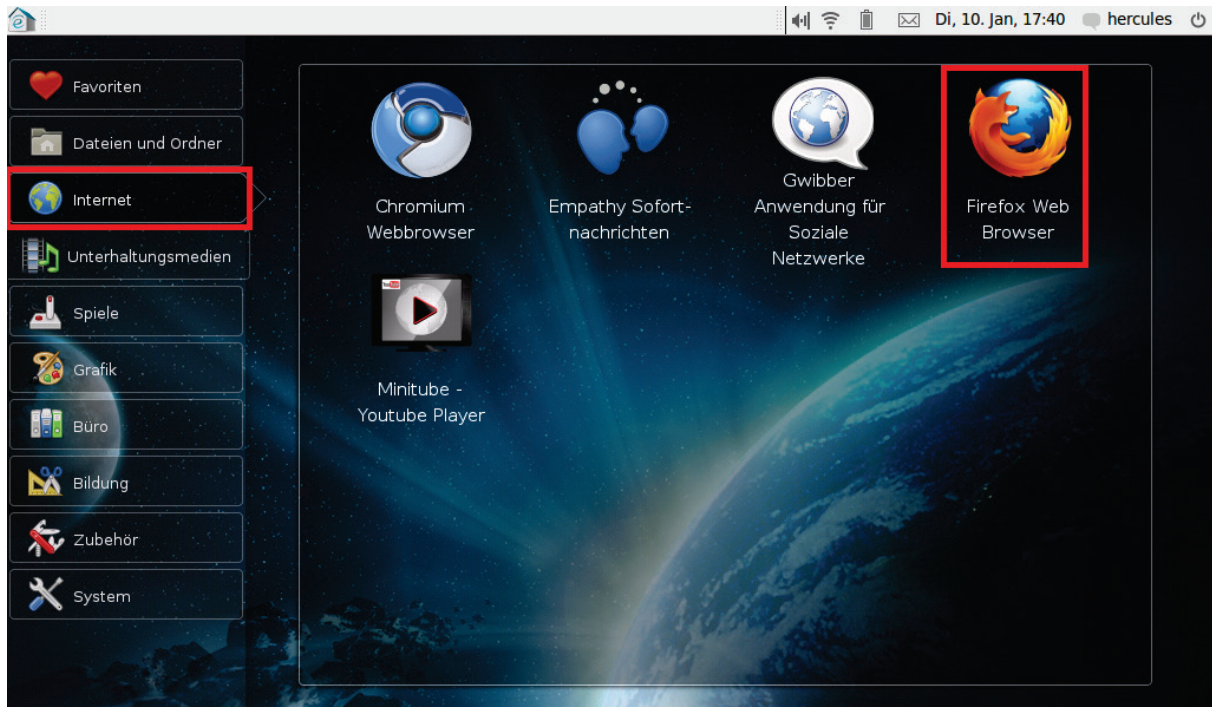 Di, 10. Jan, 17:40 hercules
Favoriten
Dateien und Ordner
Internet
Unterhaltungsmedien
Spiele
Grafik
Büro
Bildung
Zubehör
System
Chromium
Webbrowser
Empathy Sofort-
nachrichten
Gwibber
Anwendung für
Soziale
Netzwerke
Firefox Web
Browser
Minitube -
Youtube Player